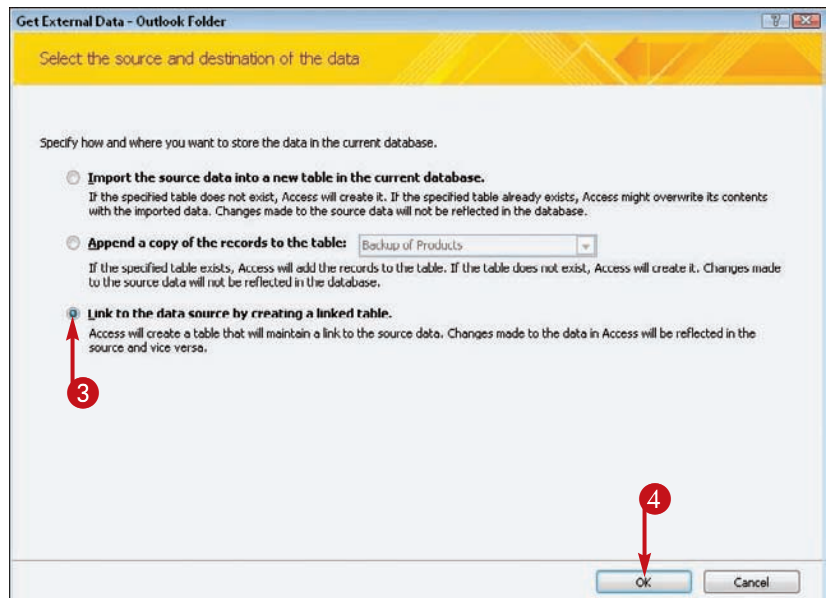 Get External Data - Outlook Folder
Select the source and destination of the data
Specify how and where you want to store the data in the current database.
Import the source data into a new table in the current database.
If the specified table does not exist, Access will create it. If the specified table already exists, Access might overwrite its contents
with the imported data. Changes made to the source data will not be reflected in the database.
Append a copy of the records to the table: Backup of Products
If the specified table exists, Access will add the records to the table. If the table does not exist, Access will create it. Changes made
to the source data will not be reflected in the database.
Link to the data source by creating a linked table.
Access will create a table that will maintain a link to the source data. Changes made to the data in Access will be reflected in the
source and vice versa.
3
4
OK Cancel